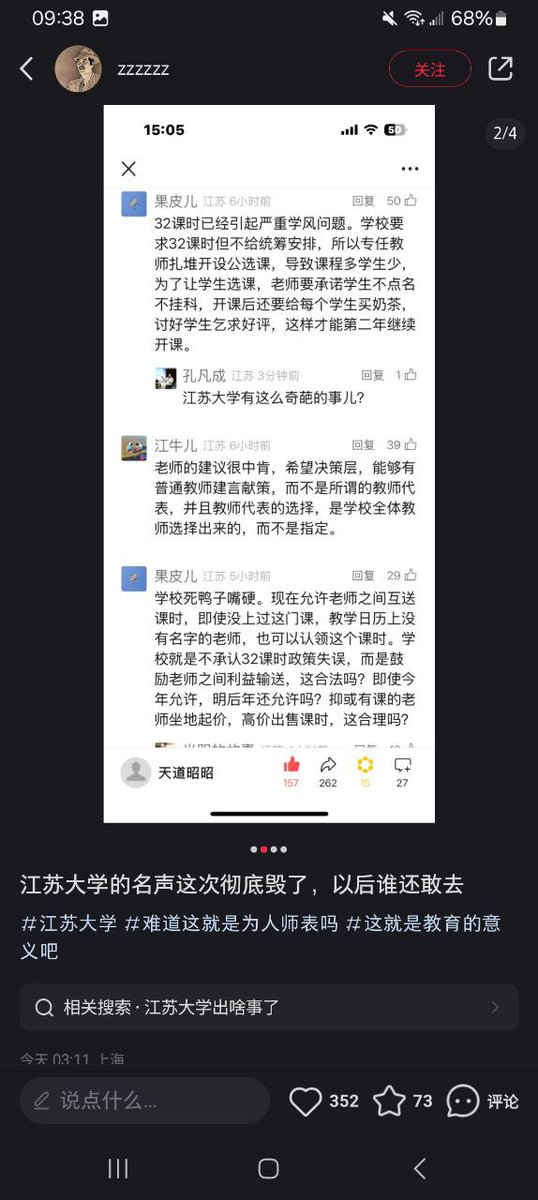 09:38
68%
zzzzzz
关注
15:05
50
2/4
果皮儿 江苏 6小时前 回复 50
32课时已经引起严重学风问题。学校要
求32课时但不给统筹安排，所以专任教
师扎堆开设公选课，导致课程多学生少，
为了让学生选课，老师要承诺学生不点名
不挂科，开课后还要给每个学生买奶茶，
讨好学生乞求好评，这样才能第二年继续
开课。
孔凡成 江苏 3分钟前 回复 1
江苏大学有这么奇葩的事儿？
江牛儿 江苏 6小时前 回复 39
老师的建议很中肯，希望决策层，能够有
普通教师建言献策，而不是所谓的教师代
表，并且教师代表的选择，是学校全体教
师选择出来的，而不是指定。
果皮儿 江苏 5小时前 回复 29
学校死鸭子嘴硬。现在允许老师之间互送
课时，即使没上过这门课，教学日历上没
有名字的老师，也可以认领这个课时。学
校就是不承认32课时政策失误，而是鼓
励老师之间利益输送，这合法吗？即使今
年允许，明后年还允许吗？抑或有课的老
师坐地起价，高价出售课时，这合理吗？
天道昭昭
157
262
15
27
江苏大学的名声这次彻底毁了，以后谁还敢去
#江苏大学 #难道这就是为人师表吗 #这就是教育的意
义吧
相关搜索·江苏大学出啥事了
今天 03:11 上海
说点什么...
352
73
评论